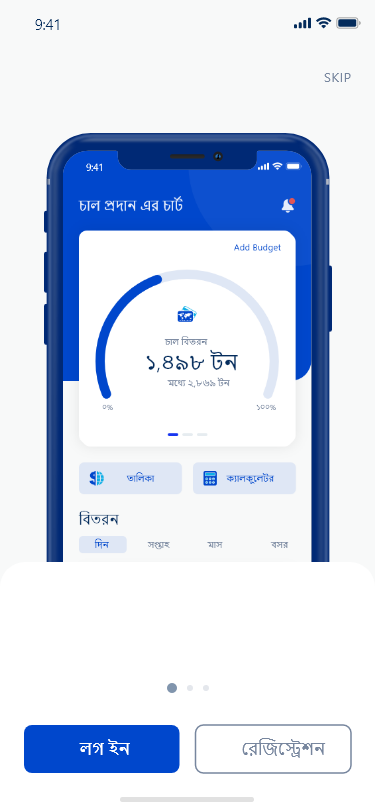 9:41
SKIP
9:41
চাল প্রদান এর চার্ট
Add Budget
চাল বিতরন
১,৪৯৮ টন
মধ্যে ২,৮৬৯ টন
০%
১০০%
তালিকা
ক্যালকুলেটর
বিতরন
দিন
সপ্তাহ
মাস
বসর
লগ ইন
রেজিস্ট্রেশন